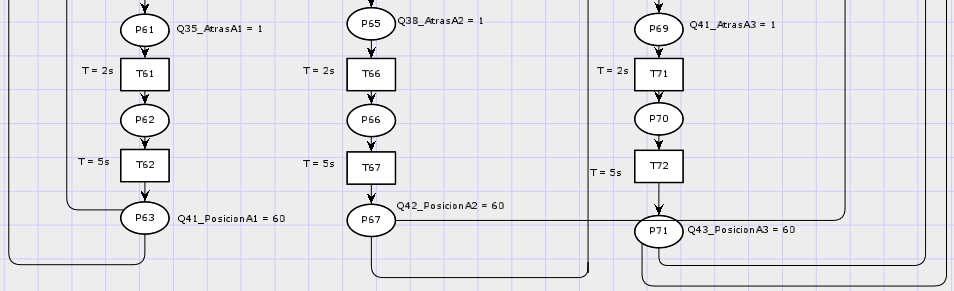 P61 Q35_AtrasA1 = 1
T = 2s T61
P62
T = 5s T62
P63 Q41_PosicionA1 = 60
P65 Q38_AtrasA2 = 1
T = 2s T66
P66
T = 5s T67
Q42_PosicionA2 = 60
P67
P69 Q41_AtrasA3 = 1
T = 2s T71
P70
T = 5s T72
P71 Q43_PosicionA3 = 60